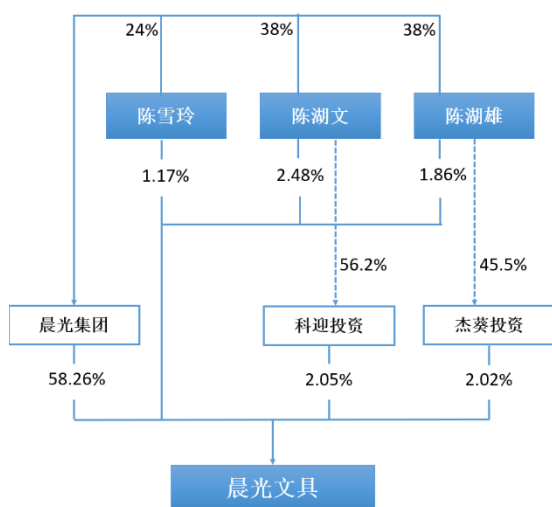 24%
38%
38%
陈雪玲
陈湖文
陈湖雄
1.17%
2.48%
1.86%
56.2%
45.5%
晨光集团
科迎投资
杰葵投资
58.26%
2.05%
2.02%
晨光文具